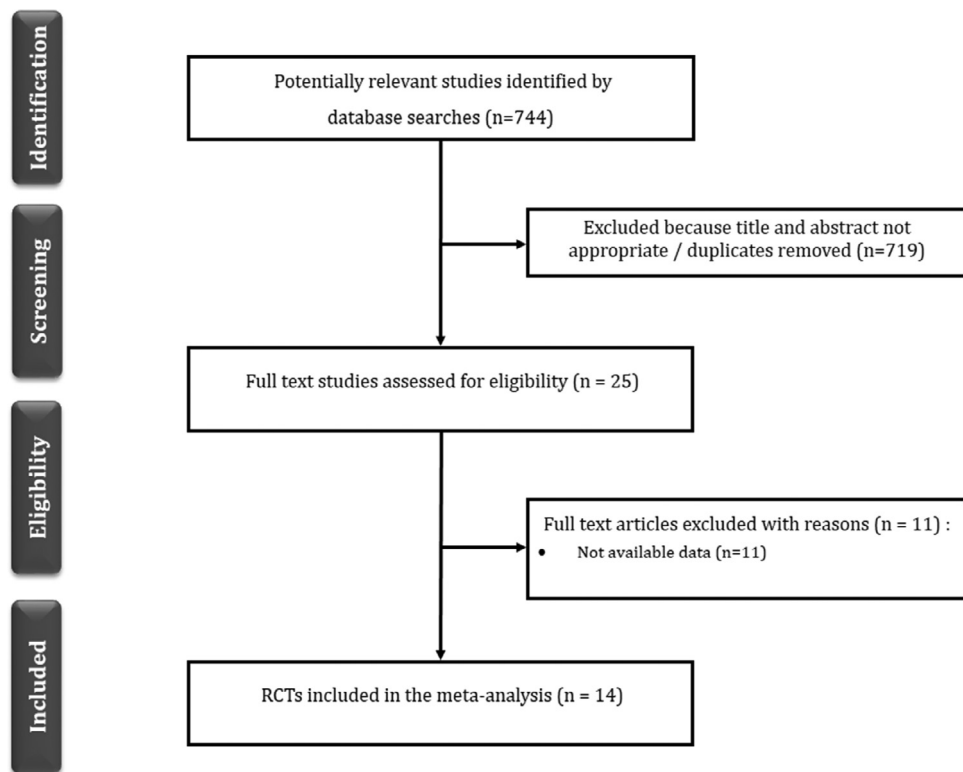 Identification
Potentially relevant studies identified by
database searches (n=744)
Screening
Excluded because title and abstract not
appropriate / duplicates removed (n=719)
Full text studies assessed for eligibility (n = 25)
Eligibility
Full text articles excluded with reasons (n = 11) :
• Not available data (n=11)
Included
RCTs included in the meta-analysis (n = 14)